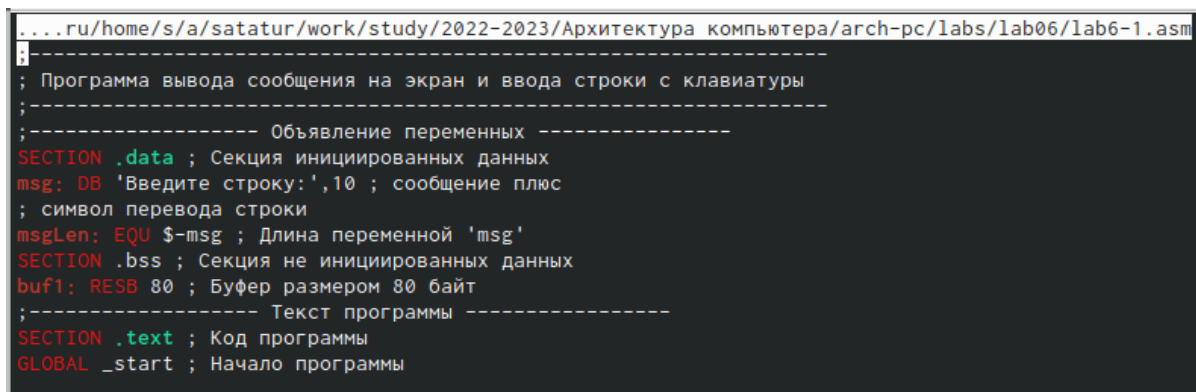 ....ru/home/s/a/satatur/work/study/2022-2023/Архитектура компьютера/arch-pc/labs/lab06/lab6-1.asm
;------------------------------------------------------------------
; Программа вывода сообщения на экран и ввода строки с клавиатуры
;------------------------------------------------------------------
;------------------- Объявление переменных ----------------
SECTION .data ; Секция инициированных данных
msg: DB 'Введите строку:',10 ; сообщение плюс
; символ перевода строки
msgLen: EQU $-msg ; Длина переменной 'msg'
SECTION .bss ; Секция не инициированных данных
buf1: RESB 80 ; Буфер размером 80 байт
;------------------- Текст программы -----------------
SECTION .text ; Код программы
GLOBAL _start ; Начало программы